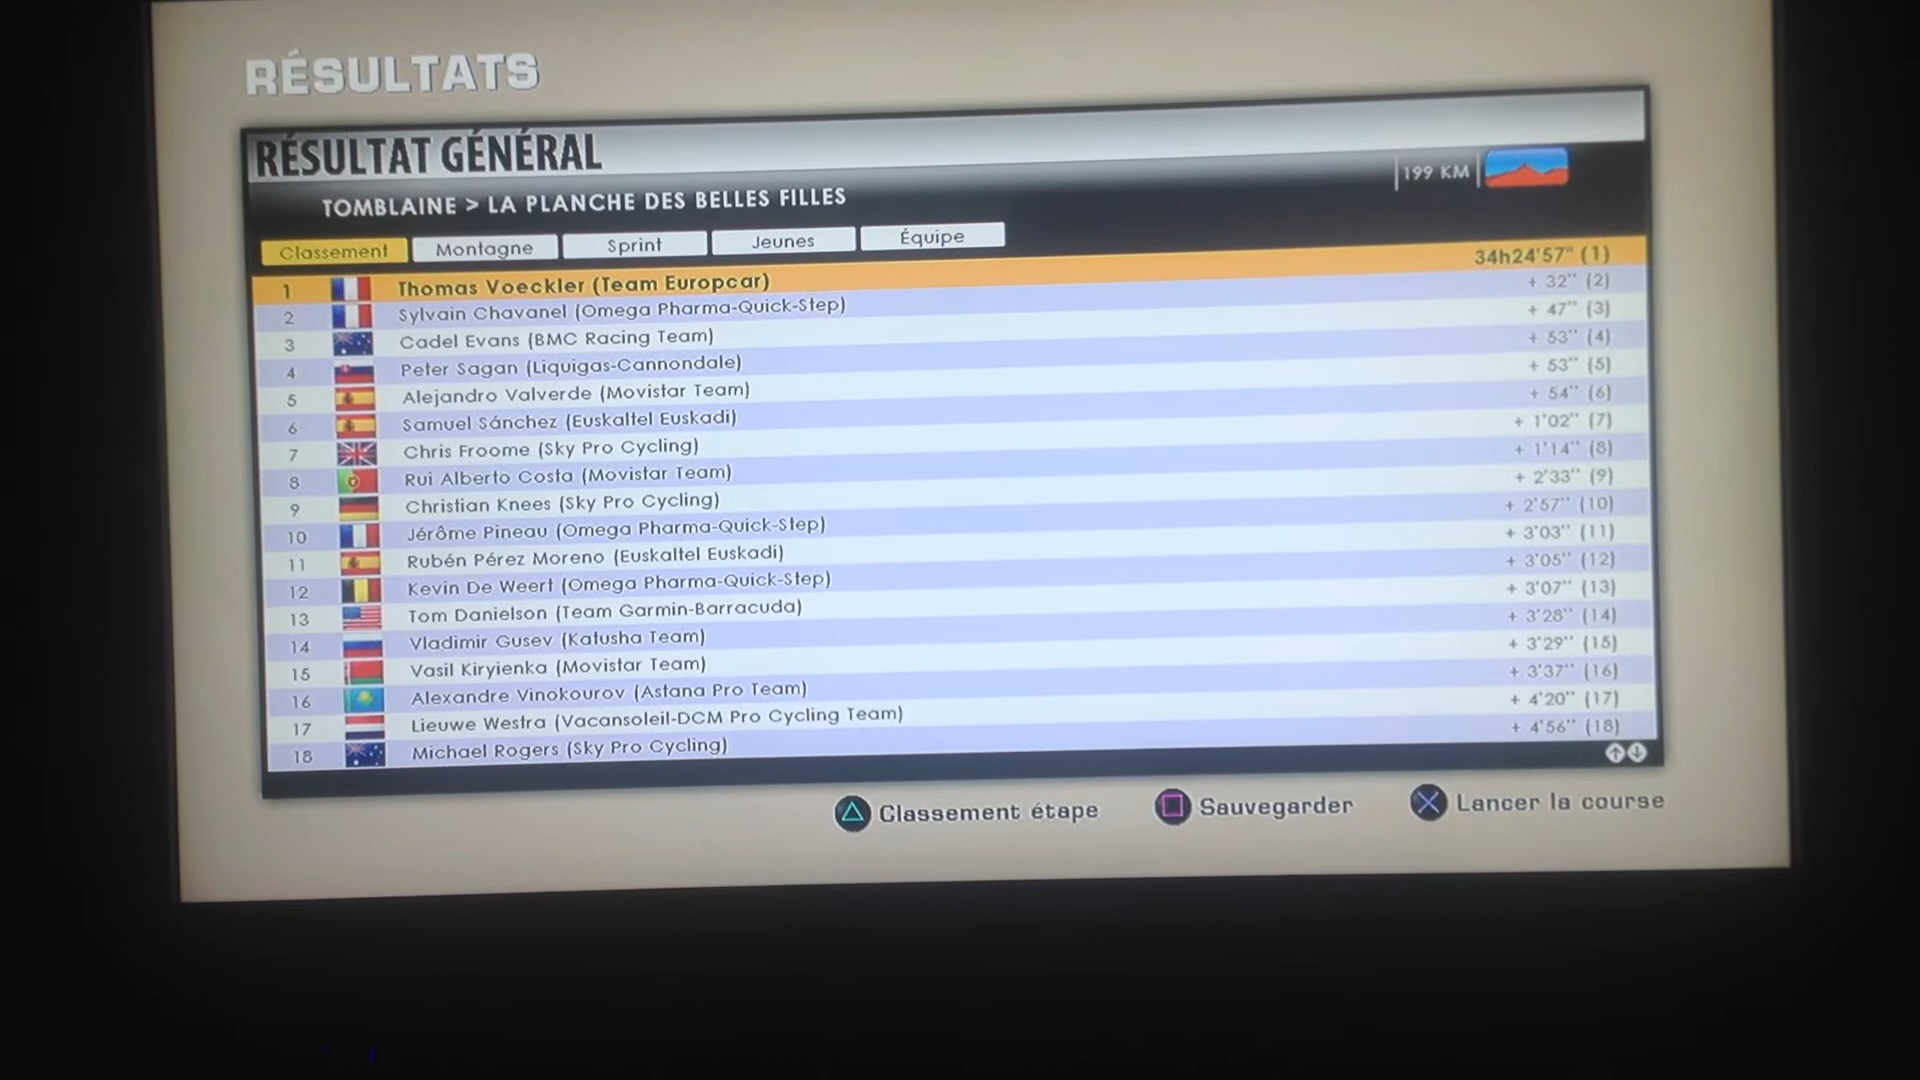 RÉSULTATS
RÉSULTAT GÉNÉRAL
TOMBLAINE > LA PLANCHE DES BELLES FILLES
199 KM
Classement Montagne Sprint Jeunes Équipe
1 Thomas Voeckler (Team Europcar) 34h24'57" (1)
2 Sylvain Chavanel (Omega Pharma-Quick-Step) + 32'' (2)
3 Cadel Evans (BMC Racing Team) + 47'' (3)
4 Peter Sagan (Liquigas-Cannondale) + 53'' (4)
5 Alejandro Valverde (Movistar Team) + 53'' (5)
6 Samuel Sánchez (Euskaltel Euskadi) + 54'' (6)
7 Chris Froome (Sky Pro Cycling) + 1'02'' (7)
8 Rui Alberto Costa (Movistar Team) + 1'14'' (8)
9 Christian Knees (Sky Pro Cycling) + 2'33'' (9)
10 Jérôme Pineau (Omega Pharma-Quick-Step) + 2'57'' (10)
11 Rubén Pérez Moreno (Euskaltel Euskadi) + 3'03'' (11)
12 Kevin De Weert (Omega Pharma-Quick-Step) + 3'05'' (12)
13 Tom Danielson (Team Garmin-Barracuda) + 3'07'' (13)
14 Vladimir Gusev (Katusha Team) + 3'28'' (14)
15 Vasil Kiryienka (Movistar Team) + 3'29'' (15)
16 Alexandre Vinokourov (Astana Pro Team) + 3'37'' (16)
17 Lieuwe Westra (Vacansoleil-DCM Pro Cycling Team) + 4'20'' (17)
18 Michael Rogers (Sky Pro Cycling) + 4'56'' (18)
Classement étape Sauvegarder Lancer la course